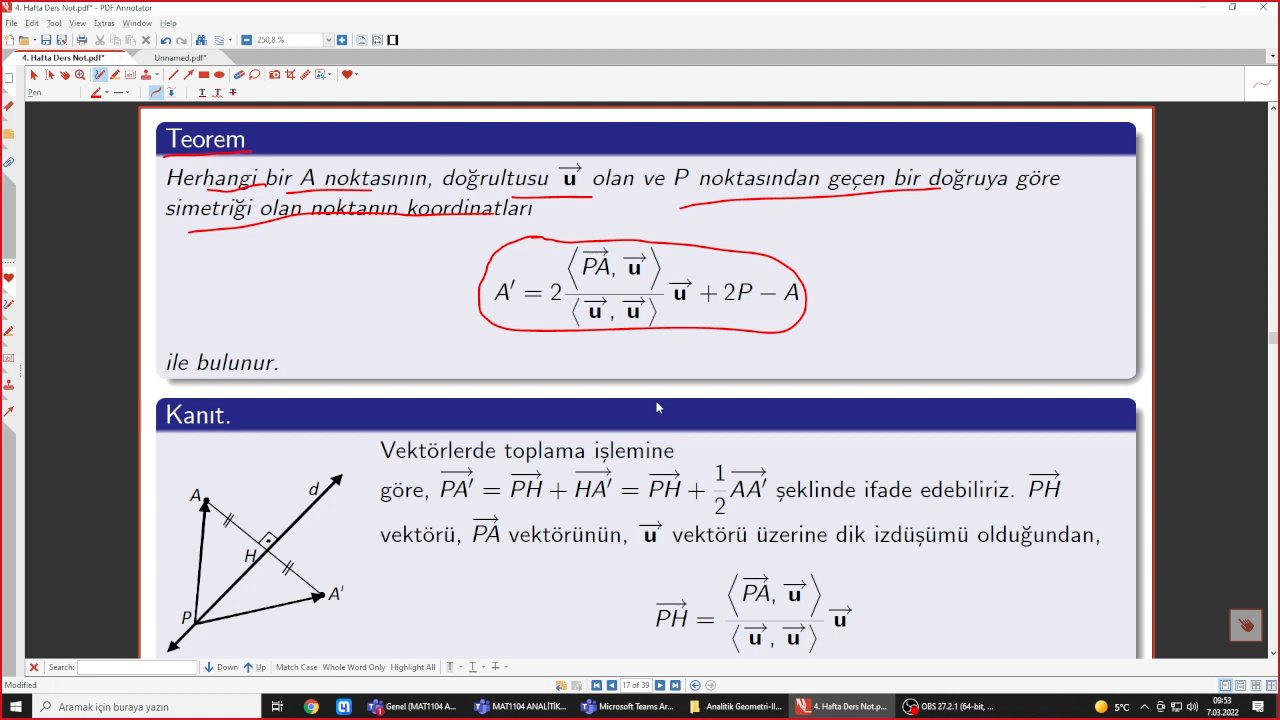 4. Hafta Ders Not.pdf* - PDF Annotator
File Edit Tool View Extras Window Help
250,8 %
4. Hafta Ders Not.pdf* Unnamed.pdf*
Pen
Teorem
Herhangi bir A noktasının, doğrultusu u⃗ olan ve P noktasından geçen bir doğruya göre
simetriği olan noktanın koordinatları
A′ = 2 ⟨PA⃗, u⃗⟩ / ⟨u⃗, u⃗⟩ u⃗ + 2P − A
ile bulunur.
Kanıt.
Vektörlerde toplama işlemine
göre, PA′⃗ = PH⃗ + HA′⃗ = PH⃗ + 1/2 AA′⃗ şeklinde ifade edebiliriz. PH⃗
vektörü, PA⃗ vektörünün, u⃗ vektörü üzerine dik izdüşümü olduğundan,
PH⃗ = ⟨PA⃗, u⃗⟩ / ⟨u⃗, u⃗⟩ u⃗
d
A
H
A′
P
Search: Down Up Match Case Whole Word Only Highlight All
Modified 17 of 39
Aramak için buraya yazın
Genel (MAT1104 A...
MAT1104 ANALİTİK...
Microsoft Teams Ar...
Analitik Geometri-II...
4. Hafta Ders Not.p...
OBS 27.2.1 (64-bit, ...
5°C
09:53
7.03.2022